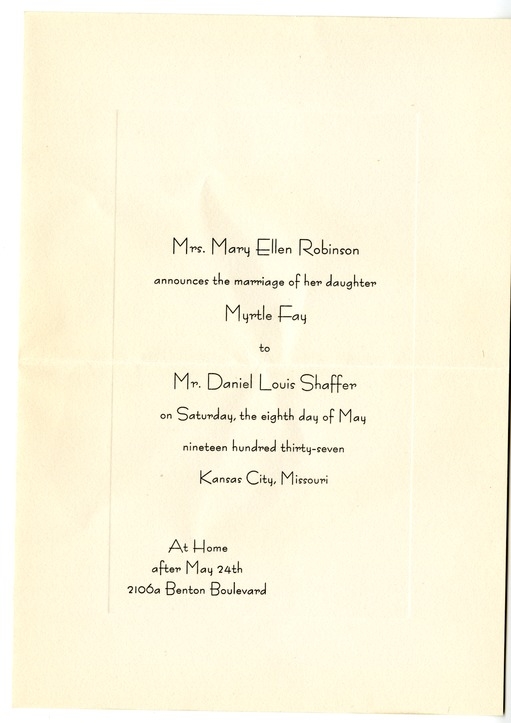 Mrs. Mary Ellen Robinson
announces the marriage of her daughter
Myrtle Fay
to
Mr. Daniel Louis Shaffer
on Saturday, the eighth day of May
nineteen hundred thirty-seven
Kansas City, Missouri
At Home
after May 24th
2106a Benton Boulevard